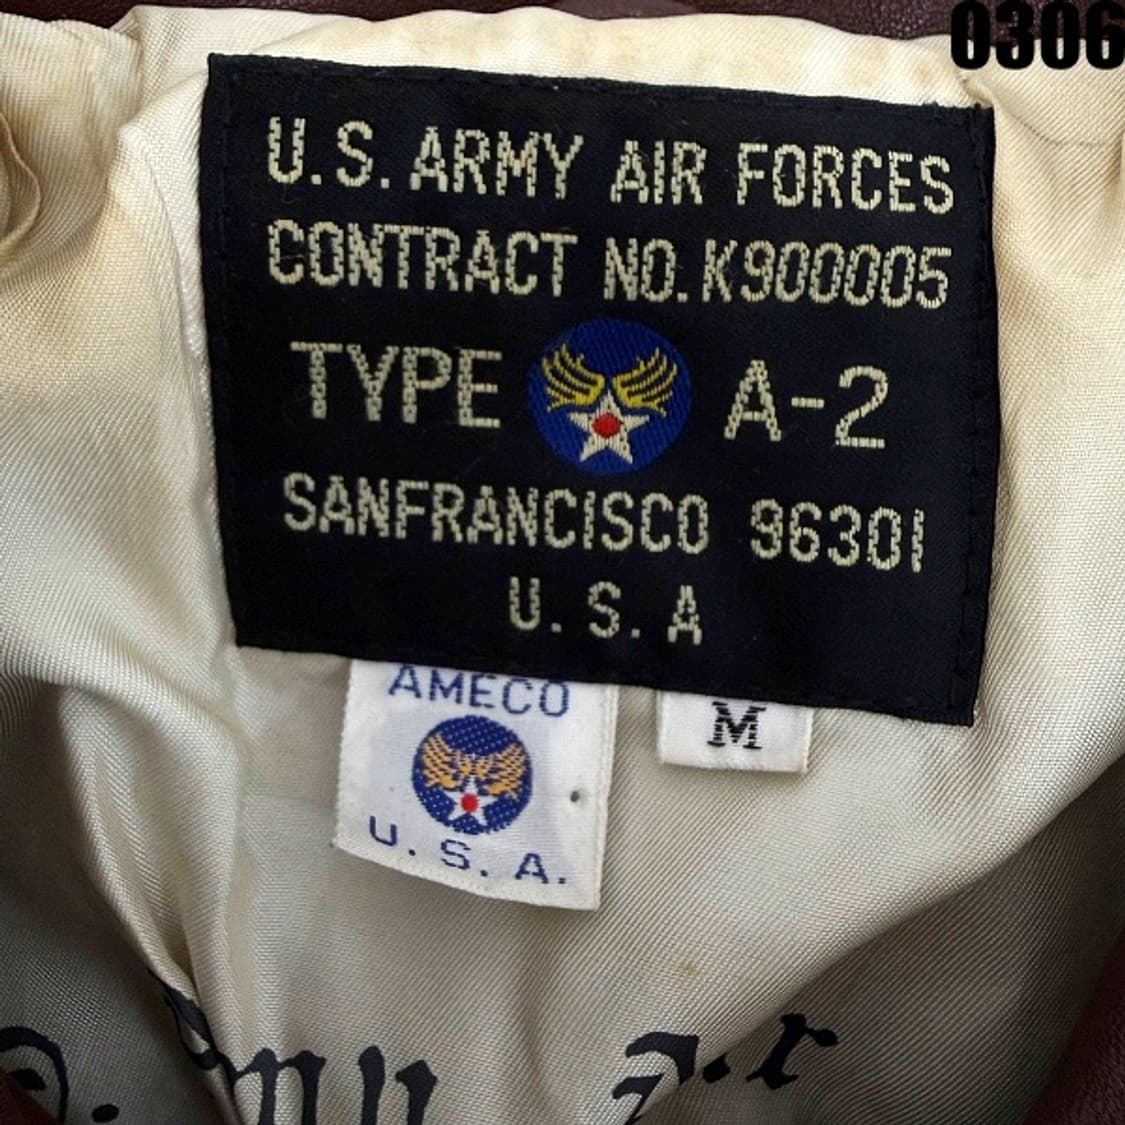 0306
U.S. ARMY AIR FORCES
CONTRACT NO. K900005
TYPE A-2
SANFRANCISCO 96301
U. S. A
AMECO
M
U. S. A.